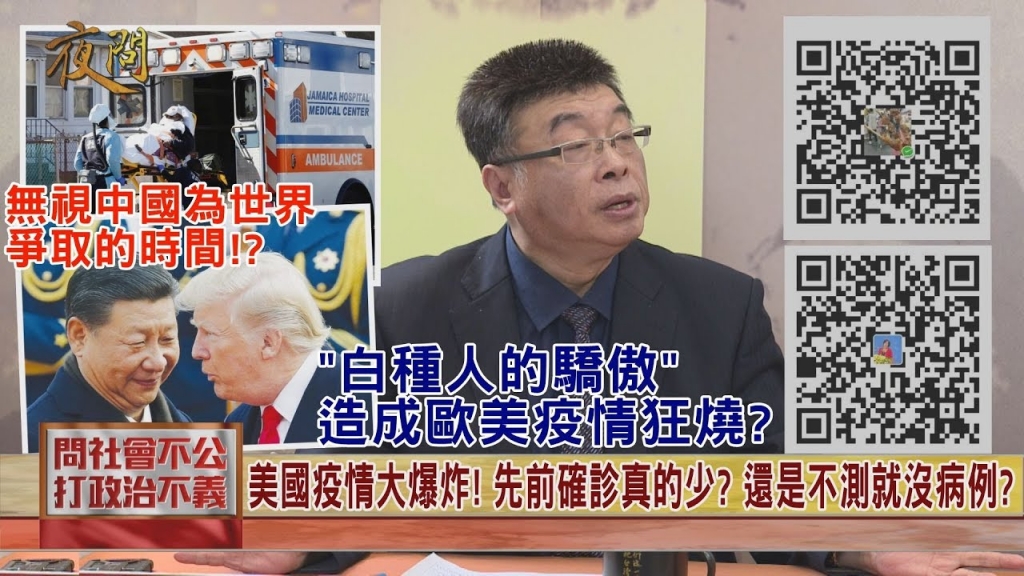 夜問
JAMAICA HOSPITAL
MEDICAL CENTER
AMBULANCE
無視中國為世界
爭取的時間!?
"白種人的驕傲"
造成歐美疫情狂燒?
問社會不公
打政治不義
美國疫情大爆炸! 先前確診真的少? 還是不測就沒病例?